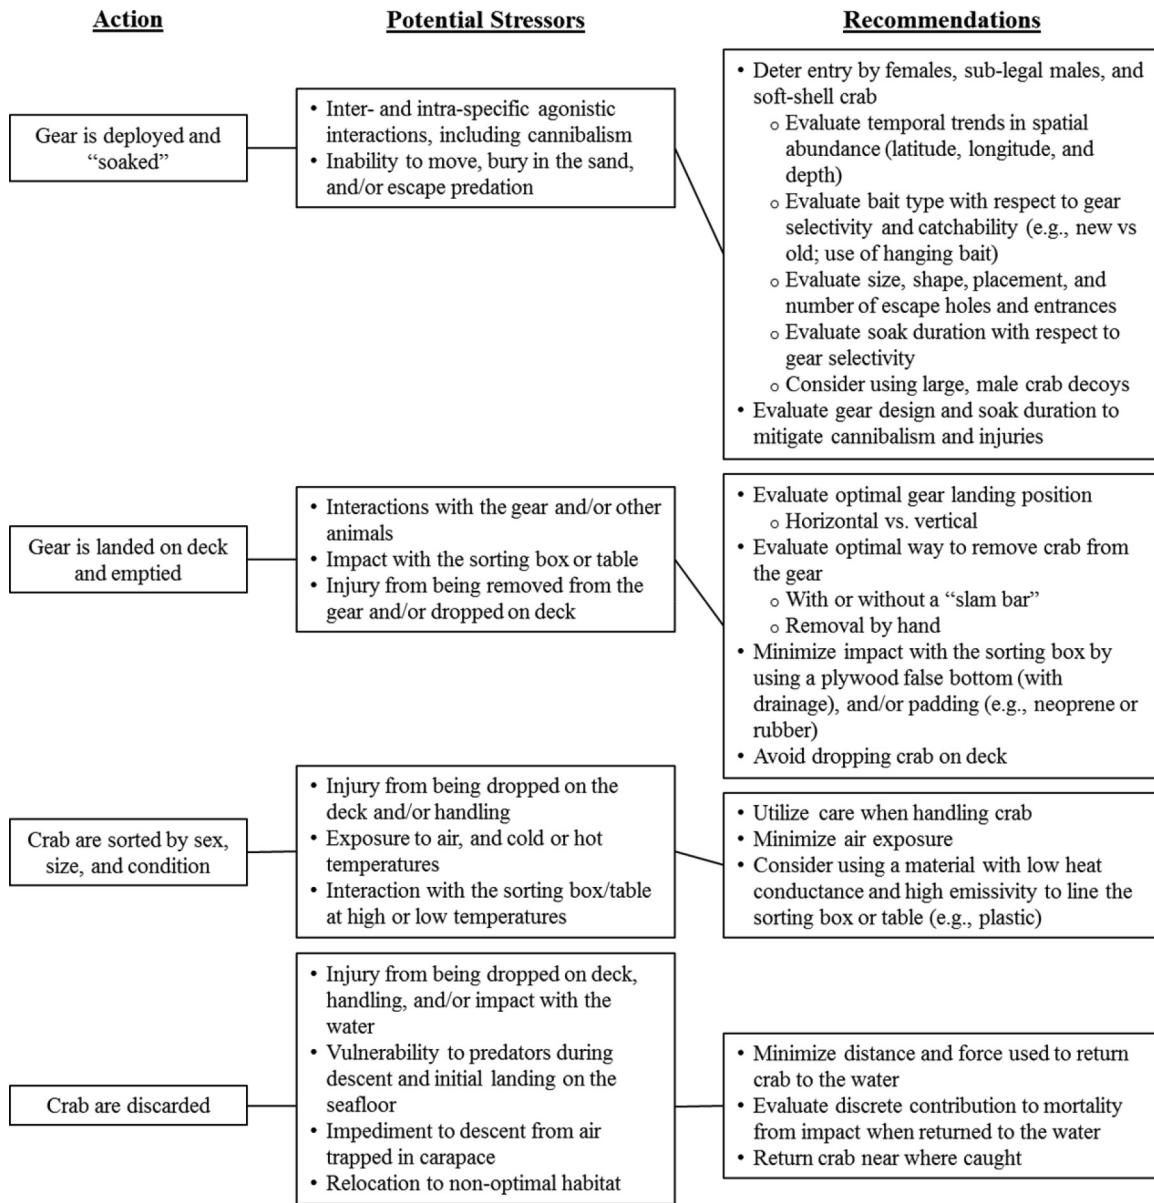 Action
Potential Stressors
Recommendations
Gear is deployed and
“soaked”
• Inter- and intra-specific agonistic
interactions, including cannibalism
• Inability to move, bury in the sand,
and/or escape predation
• Deter entry by females, sub-legal males, and
soft-shell crab
o Evaluate temporal trends in spatial
abundance (latitude, longitude, and
depth)
o Evaluate bait type with respect to gear
selectivity and catchability (e.g., new vs
old; use of hanging bait)
o Evaluate size, shape, placement, and
number of escape holes and entrances
o Evaluate soak duration with respect to
gear selectivity
o Consider using large, male crab decoys
• Evaluate gear design and soak duration to
mitigate cannibalism and injuries
Gear is landed on deck
and emptied
• Interactions with the gear and/or other
animals
• Impact with the sorting box or table
• Injury from being removed from the
gear and/or dropped on deck
• Evaluate optimal gear landing position
o Horizontal vs. vertical
• Evaluate optimal way to remove crab from
the gear
o With or without a “slam bar”
o Removal by hand
• Minimize impact with the sorting box by
using a plywood false bottom (with
drainage), and/or padding (e.g., neoprene or
rubber)
• Avoid dropping crab on deck
Crab are sorted by sex,
size, and condition
• Injury from being dropped on the
deck and/or handling
• Exposure to air, and cold or hot
temperatures
• Interaction with the sorting box/table
at high or low temperatures
• Utilize care when handling crab
• Minimize air exposure
• Consider using a material with low heat
conductance and high emissivity to line the
sorting box or table (e.g., plastic)
Crab are discarded
• Injury from being dropped on deck,
handling, and/or impact with the
water
• Vulnerability to predators during
descent and initial landing on the
seafloor
• Impediment to descent from air
trapped in carapace
• Relocation to non-optimal habitat
• Minimize distance and force used to return
crab to the water
• Evaluate discrete contribution to mortality
from impact when returned to the water
• Return crab near where caught